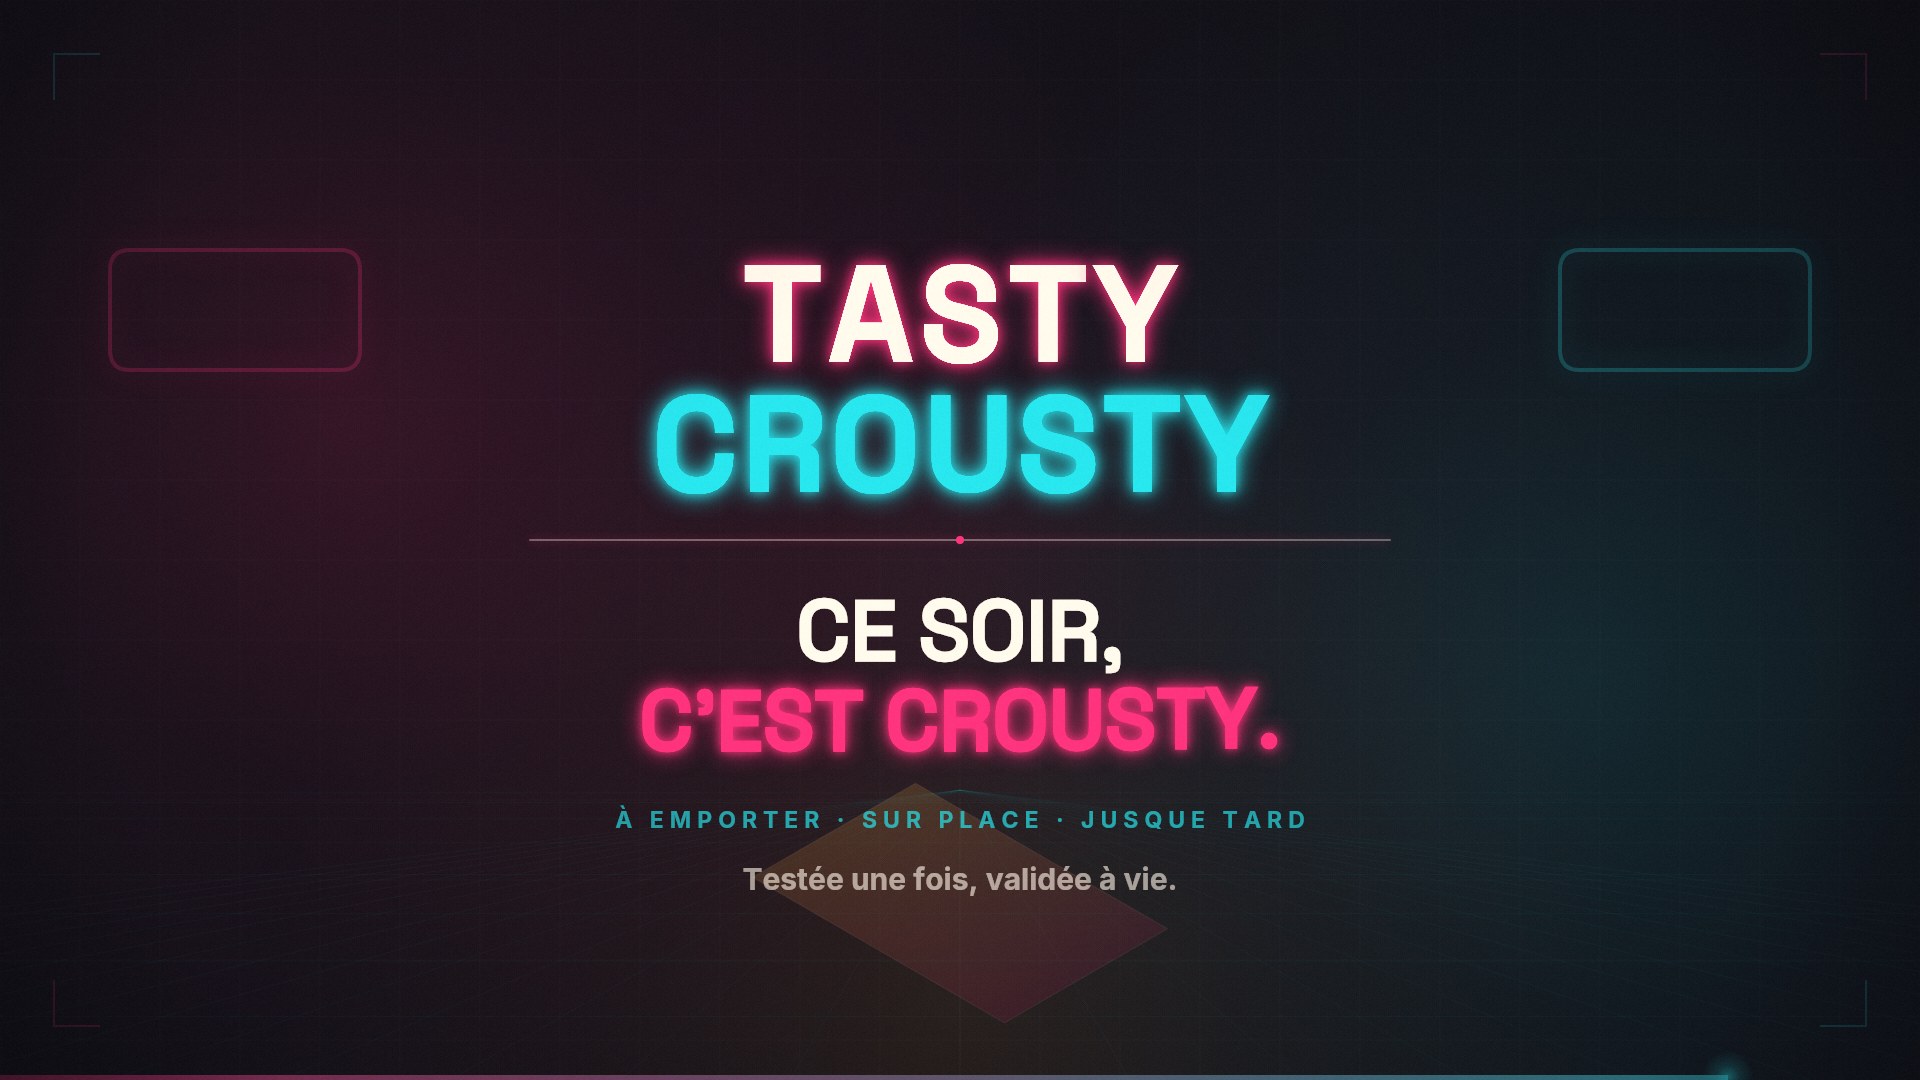 TASTY
CROUSTY
CE SOIR,
C’EST CROUSTY.
À EMPORTER · SUR PLACE · JUSQUE TARD
Testée une fois, validée à vie.